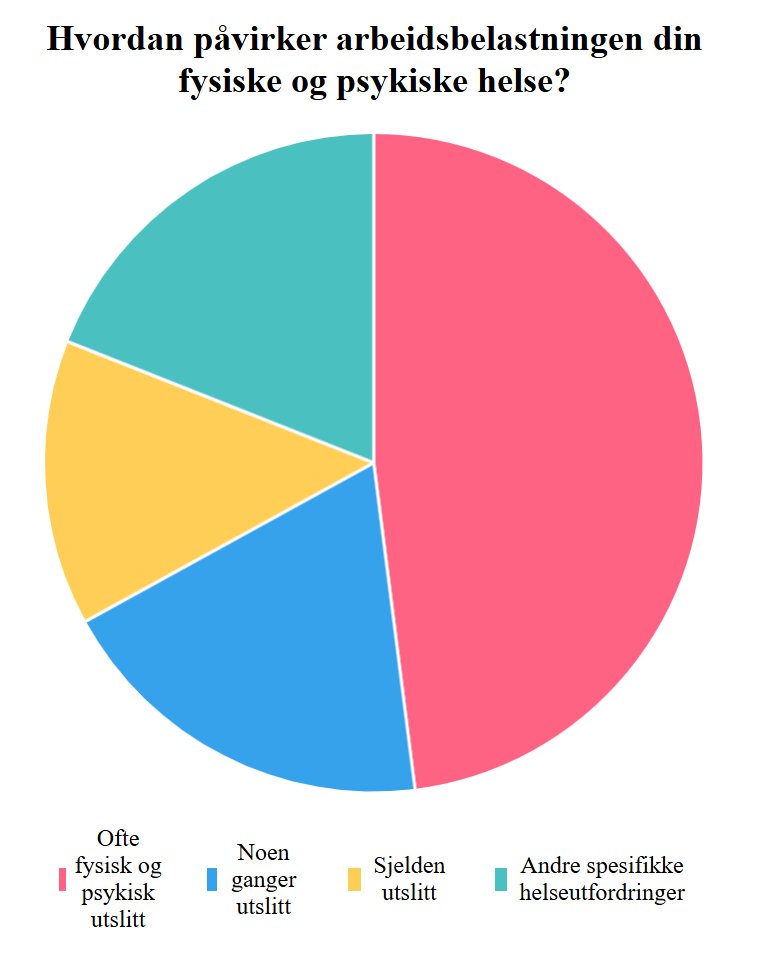 Hvordan påvirker arbeidsbelastningen din
fysiske og psykiske helse?
Ofte
fysisk og
psykisk
utslitt
Noen
ganger
utslitt
Sjelden
utslitt
Andre spesifikke
helseutfordringer